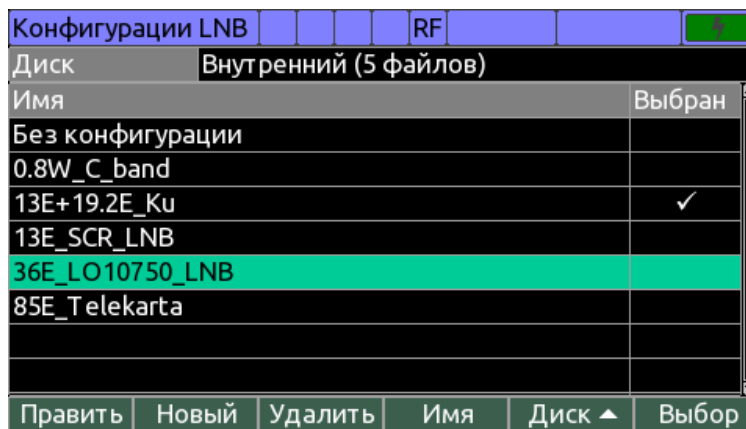 Конфигурации LNB RF
Диск Внутренний (5 файлов)
Имя Выбран
Без конфигурации
0.8W_C_band
13E+19.2E_Ku ✓
13E_SCR_LNB
36E_LO10750_LNB
85E_Telekarta
Править Новый Удалить Имя Диск ▲ Выбор